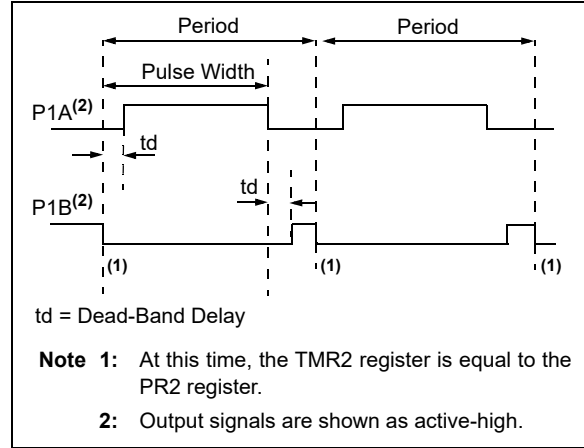 Period Period
Pulse Width
P1A(2)
td
td
P1B(2)
(1) (1) (1)
td = Dead-Band Delay
Note 1: At this time, the TMR2 register is equal to the
PR2 register.
2: Output signals are shown as active-high.